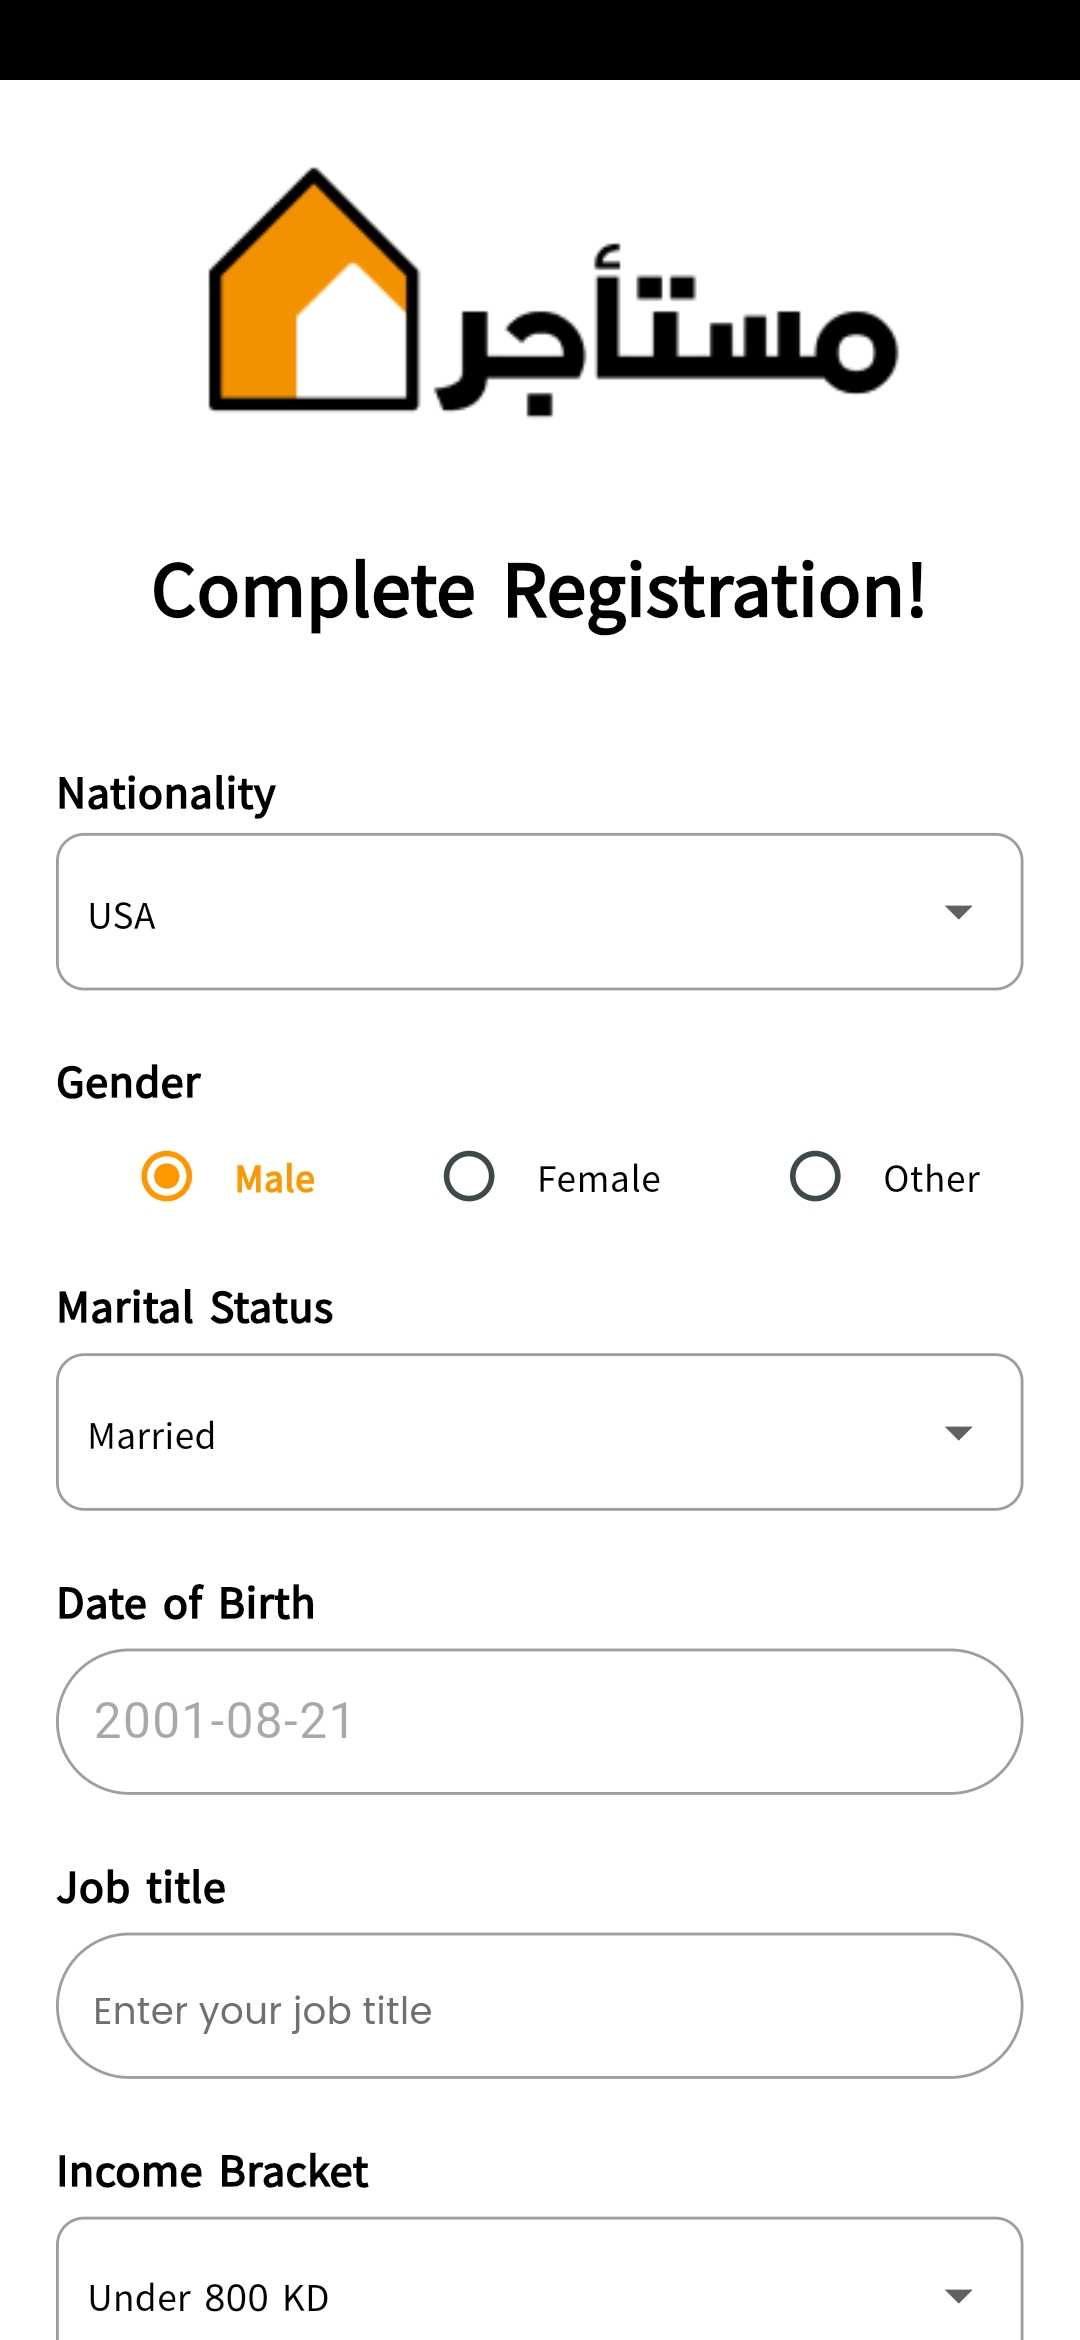 مستأجر
Complete Registration!
Nationality
USA
Gender
Male Female Other
Marital Status
Married
Date of Birth
2001-08-21
Job title
Enter your job title
Income Bracket
Under 800 KD